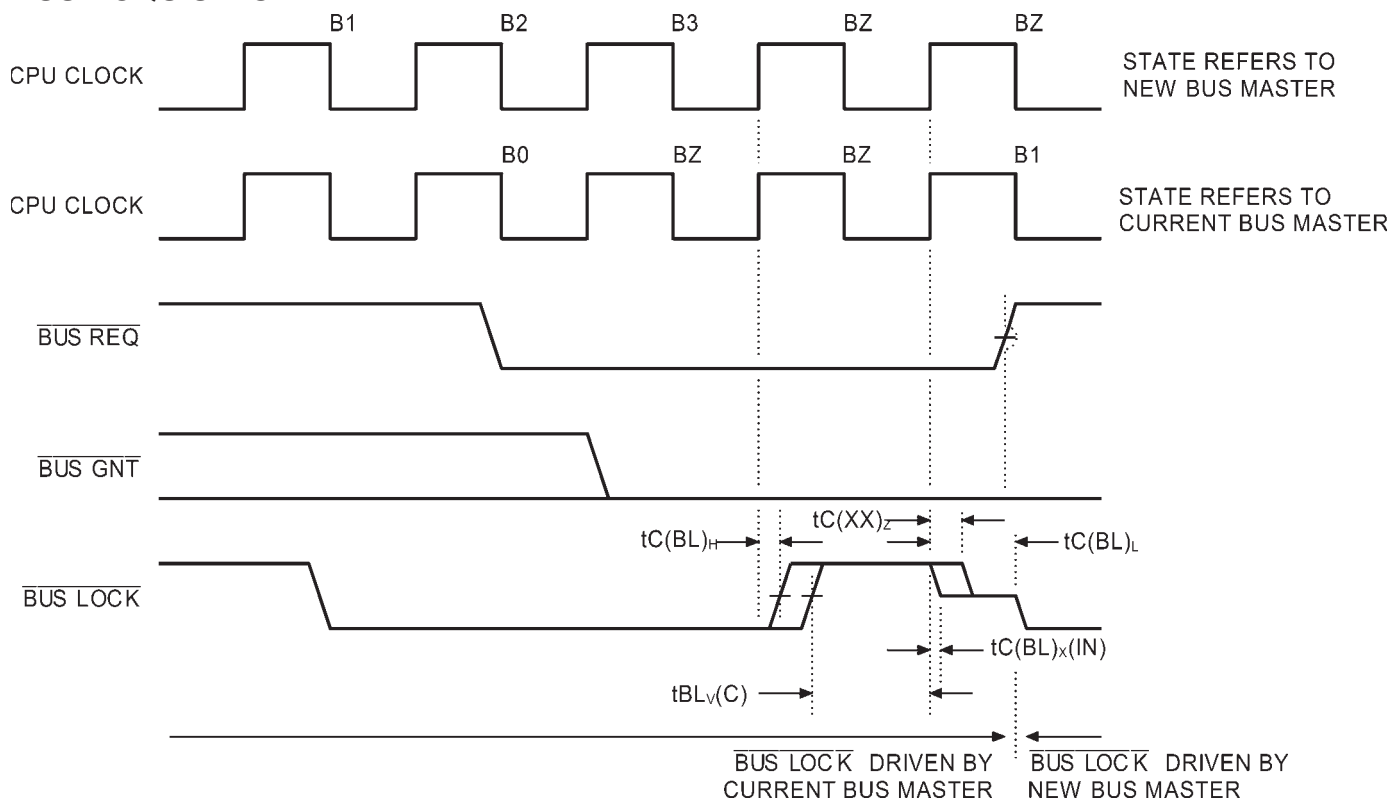 B1 B2 B3 BZ BZ
CPU CLOCK
STATE REFERS TO
NEW BUS MASTER
B0 BZ BZ B1
CPU CLOCK
STATE REFERS TO
CURRENT BUS MASTER
BUS REQ
BUS GNT
tC(XX)Z
tC(BL)H
tC(BL)L
BUS LOCK
tC(BL)X(IN)
tBLV(C)
BUS LOCK DRIVEN BY
CURRENT BUS MASTER
BUS LOCK DRIVEN BY
NEW BUS MASTER